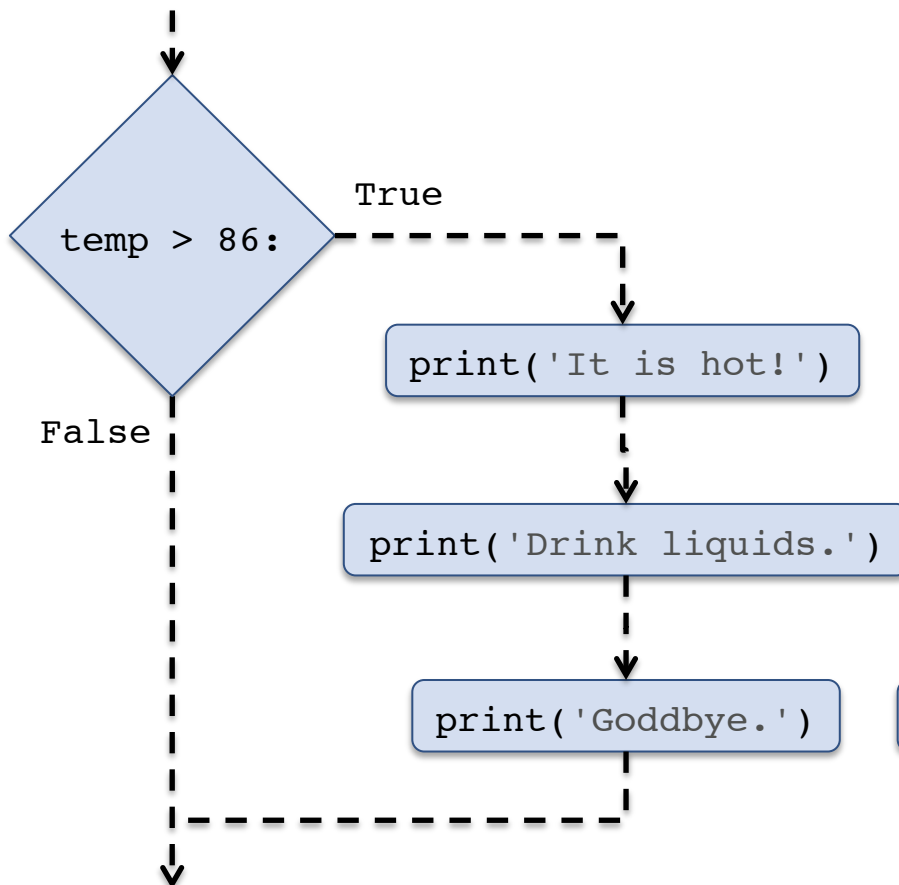 True
temp > 86:
print('It is hot!')
False
print('Drink liquids.')
print('Goddbye.')